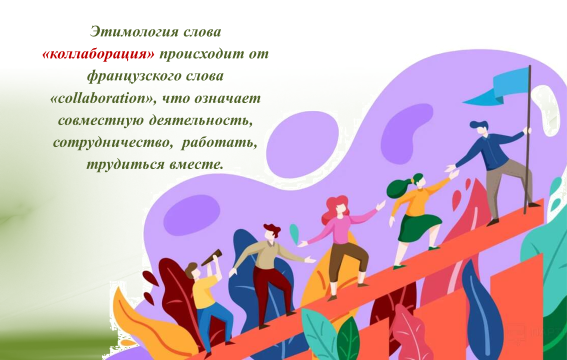 Этимология слова
«коллаборация» происходит от
французского слова
«collaboration», что означает
совместную деятельность,
сотрудничество, работать,
трудиться вместе.